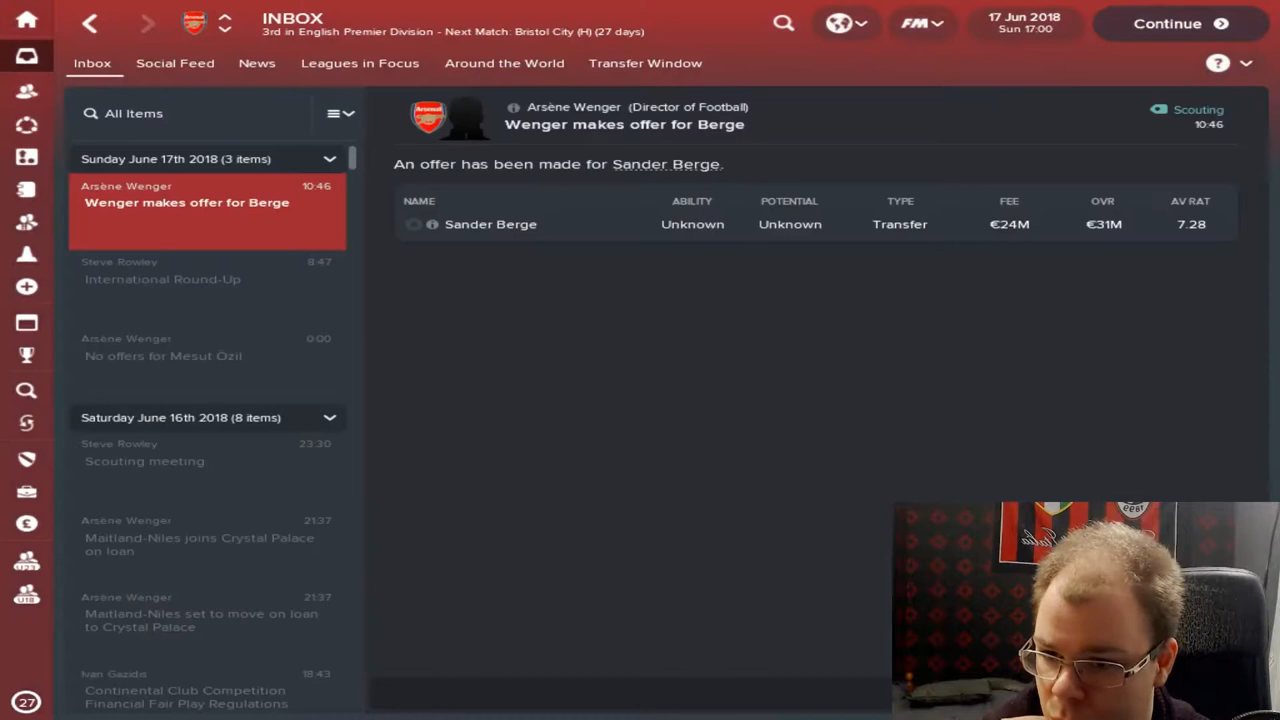 INBOX
3rd in English Premier Division - Next Match: Bristol City (H) (27 days)
FM
17 Jun 2018
Sun 17:00
Continue
Inbox
Social Feed
News
Leagues in Focus
Around the World
Transfer Window
?
All Items
Sunday June 17th 2018 (3 items)
Arsène Wenger 10:46
Wenger makes offer for Berge
Steve Rowley 8:47
International Round-Up
Arsène Wenger 0:00
No offers for Mesut Özil
Saturday June 16th 2018 (8 items)
Steve Rowley 23:30
Scouting meeting
Arsène Wenger 21:37
Maitland-Niles joins Crystal Palace
on loan
Arsène Wenger 21:37
Maitland-Niles set to move on loan
to Crystal Palace
Ivan Gazidis 18:43
Continental Club Competition
Financial Fair Play Regulations
Arsenal
Arsène Wenger (Director of Football)
Wenger makes offer for Berge
Scouting
10:46
An offer has been made for Sander Berge.
NAME ABILITY POTENTIAL TYPE FEE OVR AV RAT
Sander Berge Unknown Unknown Transfer €24M €31M 7.28
£
U23
U18
27